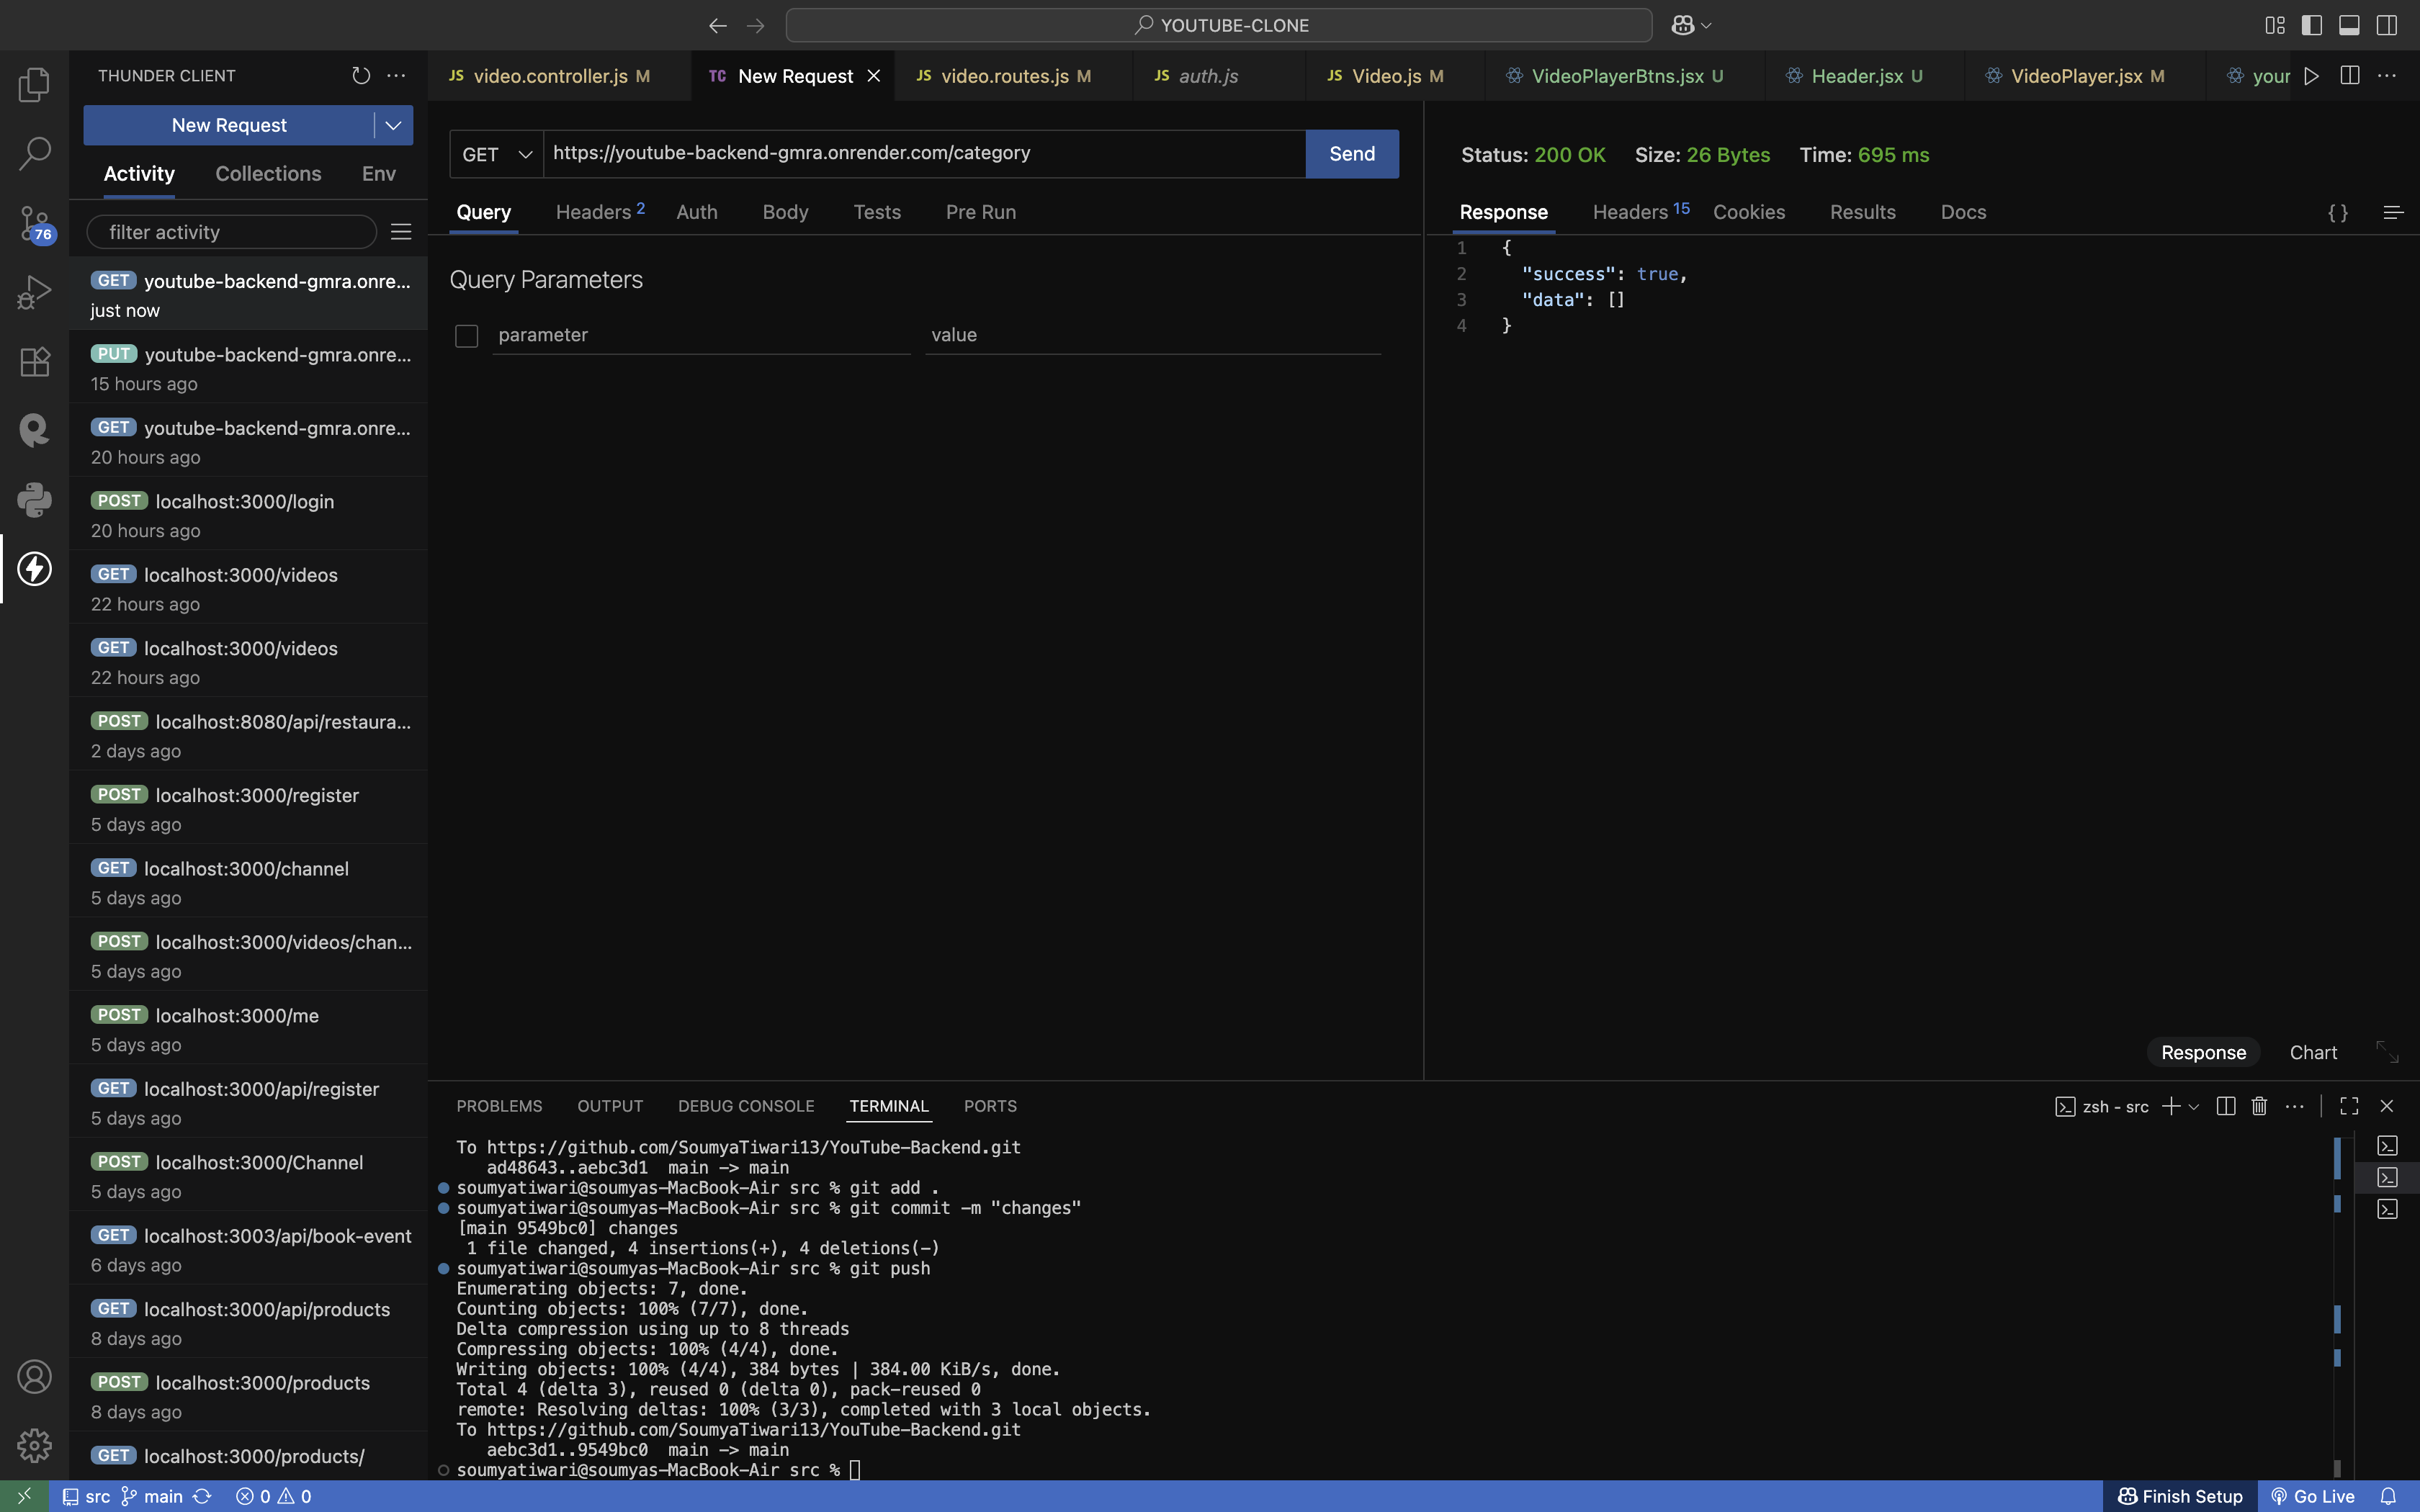 YOUTUBE-CLONE
THUNDER CLIENT
New Request
Activity Collections Env
filter activity
GET youtube-backend-gmra.onre...
just now
PUT youtube-backend-gmra.onre...
15 hours ago
GET youtube-backend-gmra.onre...
20 hours ago
POST localhost:3000/login
20 hours ago
GET localhost:3000/videos
22 hours ago
GET localhost:3000/videos
22 hours ago
POST localhost:8080/api/restaura...
2 days ago
POST localhost:3000/register
5 days ago
GET localhost:3000/channel
5 days ago
POST localhost:3000/videos/chan...
5 days ago
POST localhost:3000/me
5 days ago
GET localhost:3000/api/register
5 days ago
POST localhost:3000/Channel
5 days ago
GET localhost:3003/api/book-event
6 days ago
GET localhost:3000/api/products
8 days ago
POST localhost:3000/products
8 days ago
GET localhost:3000/products/
76
JS video.controller.js M TC New Request JS video.routes.js M JS auth.js JS Video.js M VideoPlayerBtns.jsx U Header.jsx U VideoPlayer.jsx M your
GET https://youtube-backend-gmra.onrender.com/category Send
Query Headers 2 Auth Body Tests Pre Run
Query Parameters
parameter value
Status: 200 OK Size: 26 Bytes Time: 695 ms
Response Headers 15 Cookies Results Docs { }
1 {
2 "success": true,
3 "data": []
4 }
Response Chart
PROBLEMS OUTPUT DEBUG CONSOLE TERMINAL PORTS zsh - src
To https://github.com/SoumyaTiwari13/YouTube-Backend.git
ad48643..aebc3d1 main -> main
soumyatiwari@soumyas-MacBook-Air src % git add .
soumyatiwari@soumyas-MacBook-Air src % git commit -m "changes"
[main 9549bc0] changes
1 file changed, 4 insertions(+), 4 deletions(-)
soumyatiwari@soumyas-MacBook-Air src % git push
Enumerating objects: 7, done.
Counting objects: 100% (7/7), done.
Delta compression using up to 8 threads
Compressing objects: 100% (4/4), done.
Writing objects: 100% (4/4), 384 bytes | 384.00 KiB/s, done.
Total 4 (delta 3), reused 0 (delta 0), pack-reused 0
remote: Resolving deltas: 100% (3/3), completed with 3 local objects.
To https://github.com/SoumyaTiwari13/YouTube-Backend.git
aebc3d1..9549bc0 main -> main
soumyatiwari@soumyas-MacBook-Air src %
src main 0 0 Finish Setup Go Live